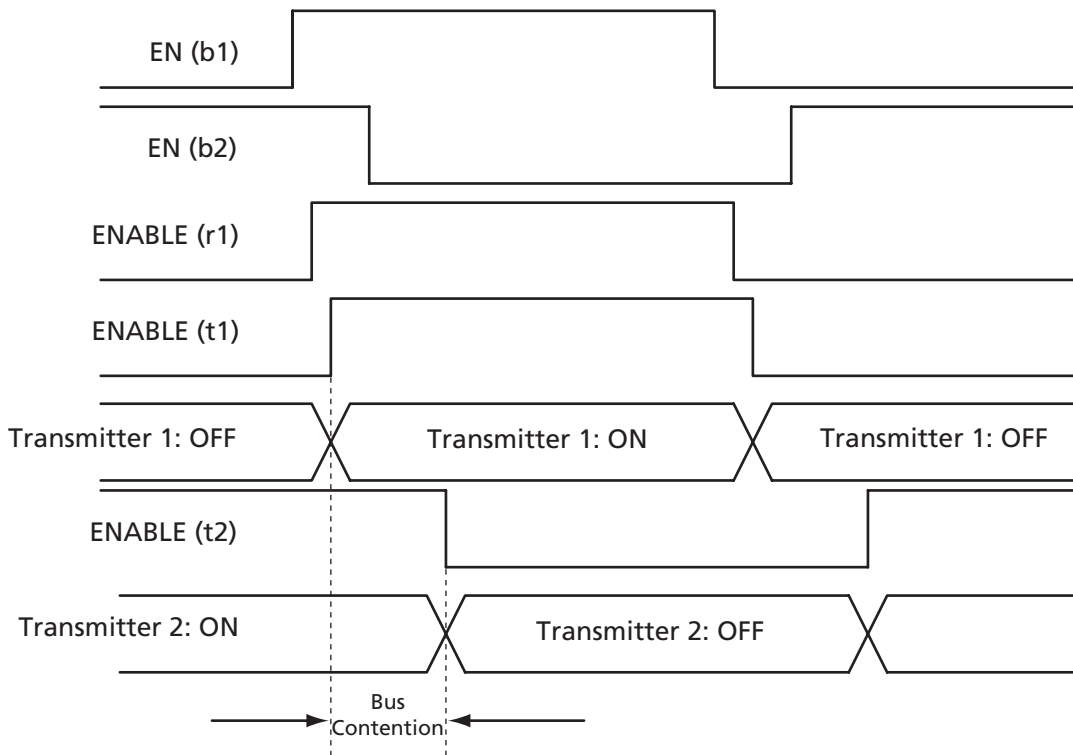 EN (b1)
EN (b2)
ENABLE (r1)
ENABLE (t1)
Transmitter 1: OFF
Transmitter 1: ON
Transmitter 1: OFF
ENABLE (t2)
Transmitter 2: ON
Transmitter 2: OFF
Bus
Contention